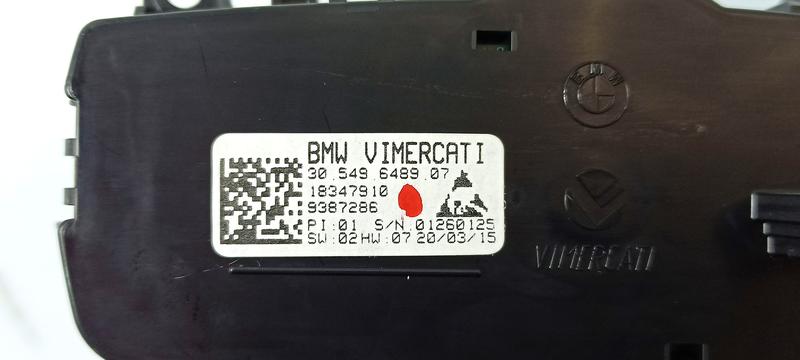 BMW VIMERCATI
30.549.6489.07
18347910
9387286
PI:01 S/N:01260125
SW:02 HW:07 20/03/15
BMW
VIMERCATI